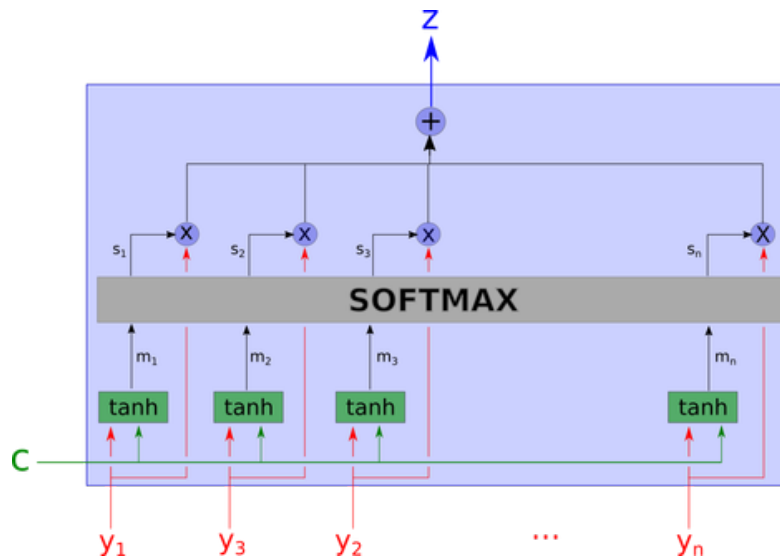 z
+
x x x x
s1 s2 s3 sn
SOFTMAX
m1 m2 m3 mn
tanh tanh tanh tanh
C
y1 y3 y2 ... yn